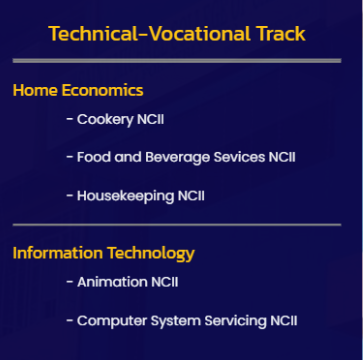 Technical-Vocational Track
Home Economics
- Cookery NCII
- Food and Beverage Sevices NCII
- Housekeeping NCII
Information Technology
- Animation NCII
- Computer System Servicing NCII